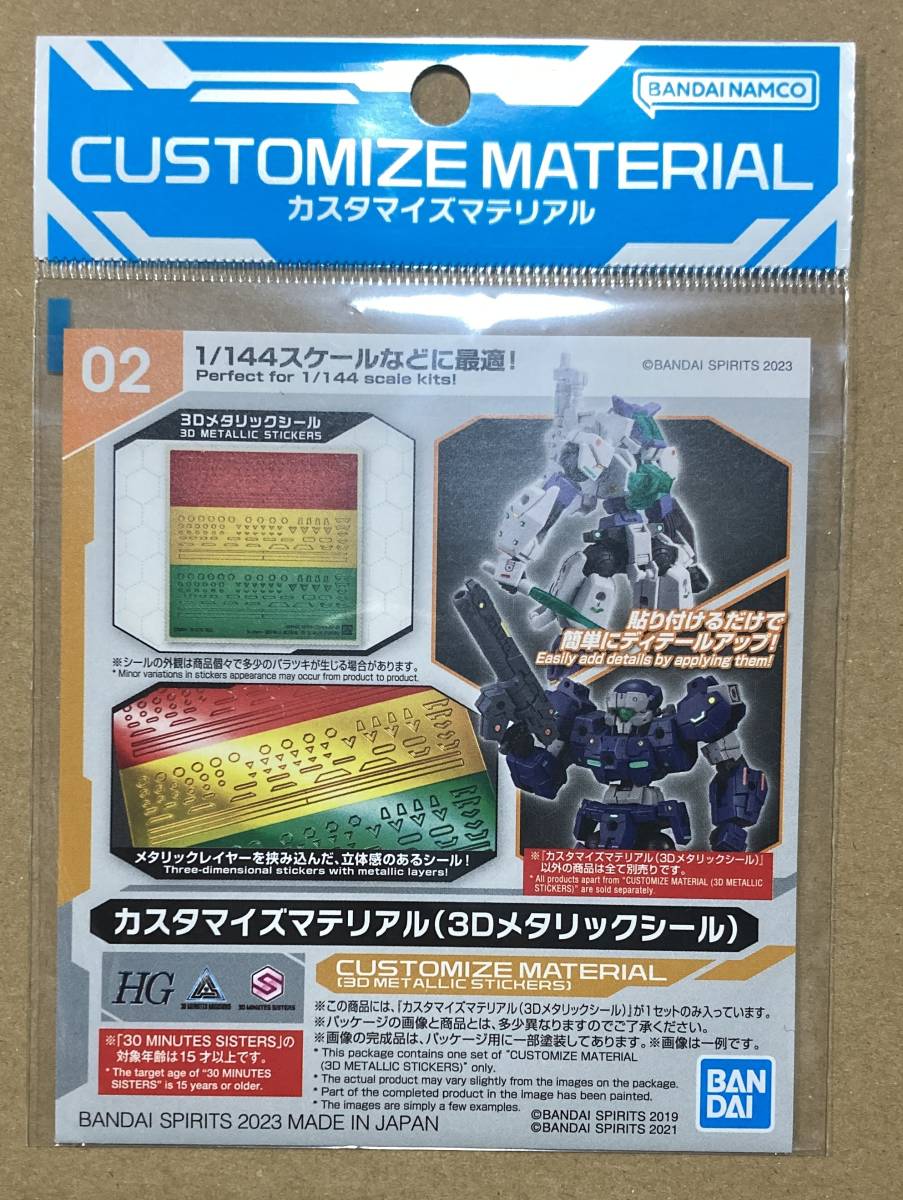 BANDAI NAMCO
CUSTOMIZE MATERIAL
カスタマイズマテリアル
02
1/144スケールなどに最適!
Perfect for 1/144 scale kits!
©BANDAI SPIRITS 2023
3Dメタリックシール
3D METALLIC STICKERS
※シールの外観は商品個々で多少のバラツキが生じる場合があります。
* Minor variations in stickers appearance may occur from product to product.
貼り付けるだけで
簡単にディテールアップ!
Easily add details by applying them!
メタリックレイヤーを挟み込んだ、立体感のあるシール!
Three-dimensional stickers with metallic layers!
※「カスタマイズマテリアル(3Dメタリックシール)」
以外の商品は全て別売りです。
* All products apart from "CUSTOMIZE MATERIAL (3D METALLIC
STICKERS)" are sold separately.
カスタマイズマテリアル(3Dメタリックシール)
CUSTOMIZE MATERIAL
(3D METALLIC STICKERS)
HG
30 MINUTES MISSIONS
30 MINUTES SISTERS
※この商品には、「カスタマイズマテリアル(3Dメタリックシール)」が1セットのみ入っています。
※パッケージの画像と商品とは、多少異なりますのでご了承ください。
※画像の完成品は、パッケージ用に一部塗装してあります。※画像は一例です。
* This package contains one set of "CUSTOMIZE MATERIAL
(3D METALLIC STICKERS)" only.
* The actual product may vary slightly from the images on the package.
* Part of the completed product in the image has been painted.
* The images are simply a few examples.
※「30 MINUTES SISTERS」の
対象年齢は15才以上です。
* The target age of "30 MINUTES
SISTERS" is 15 years or older.
BAN
DAI
BANDAI SPIRITS 2023 MADE IN JAPAN
©BANDAI SPIRITS 2019
©BANDAI SPIRITS 2021